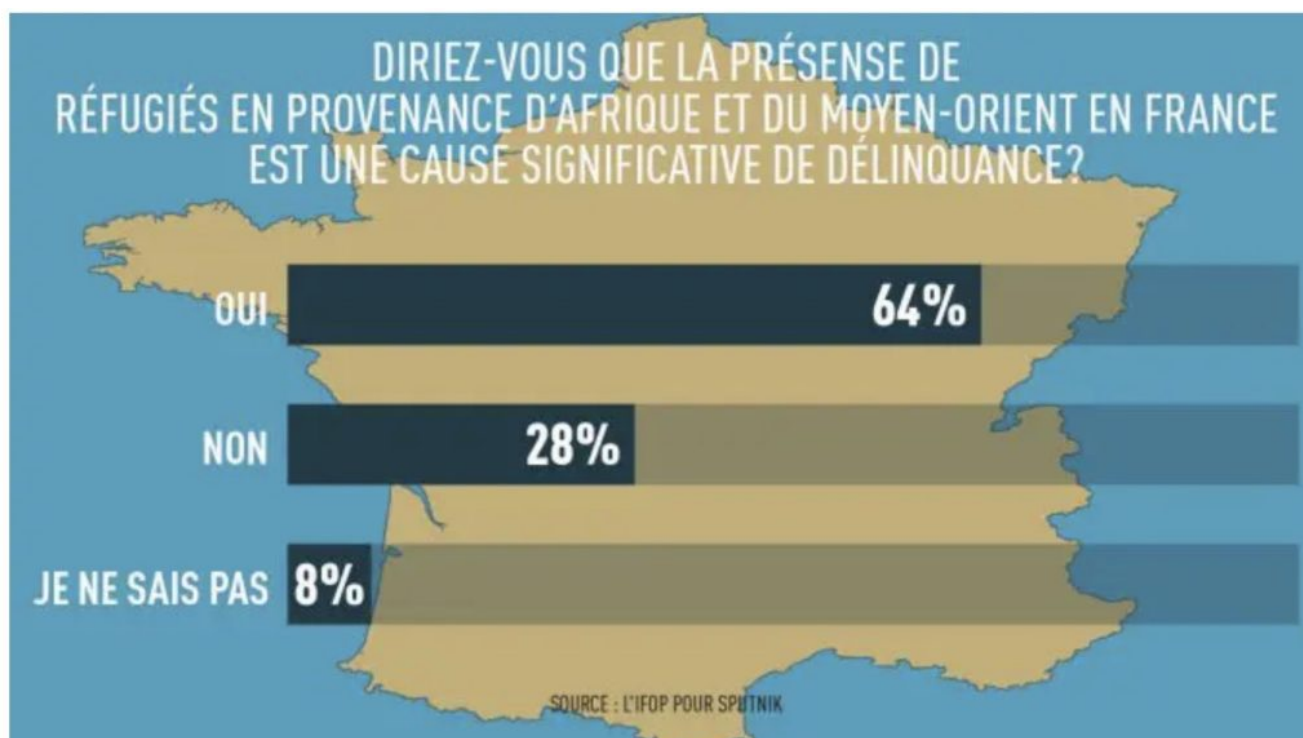 DIRIEZ-VOUS QUE LA PRÉSENSE DE
RÉFUGIÉS EN PROVENANCE D'AFRIQUE ET DU MOYEN-ORIENT EN FRANCE
EST UNE CAUSE SIGNIFICATIVE DE DÉLINQUANCE?
OUI 64%
NON 28%
JE NE SAIS PAS 8%
SOURCE : L'IFOP POUR SPUTNIK